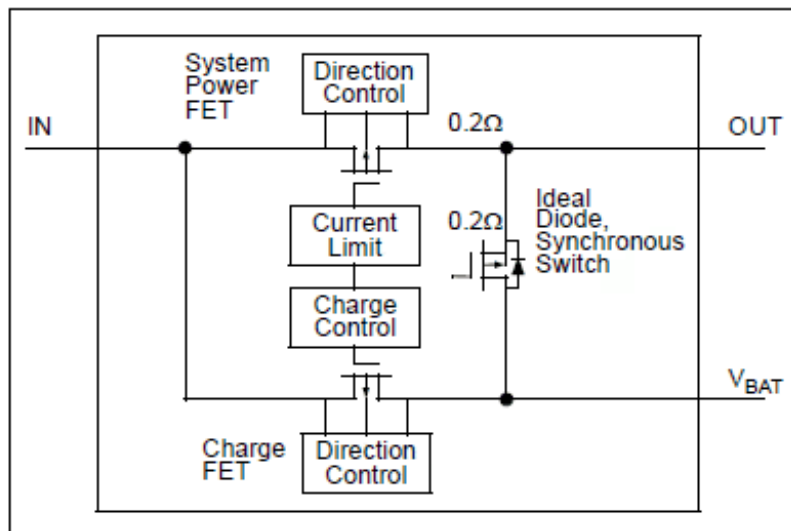 System
Power
FET
Direction
Control
IN
0.2Ω
OUT
Current
Limit
0.2Ω
Ideal
Diode,
Synchronous
Switch
Charge
Control
VBAT
Charge
FET
Direction
Control